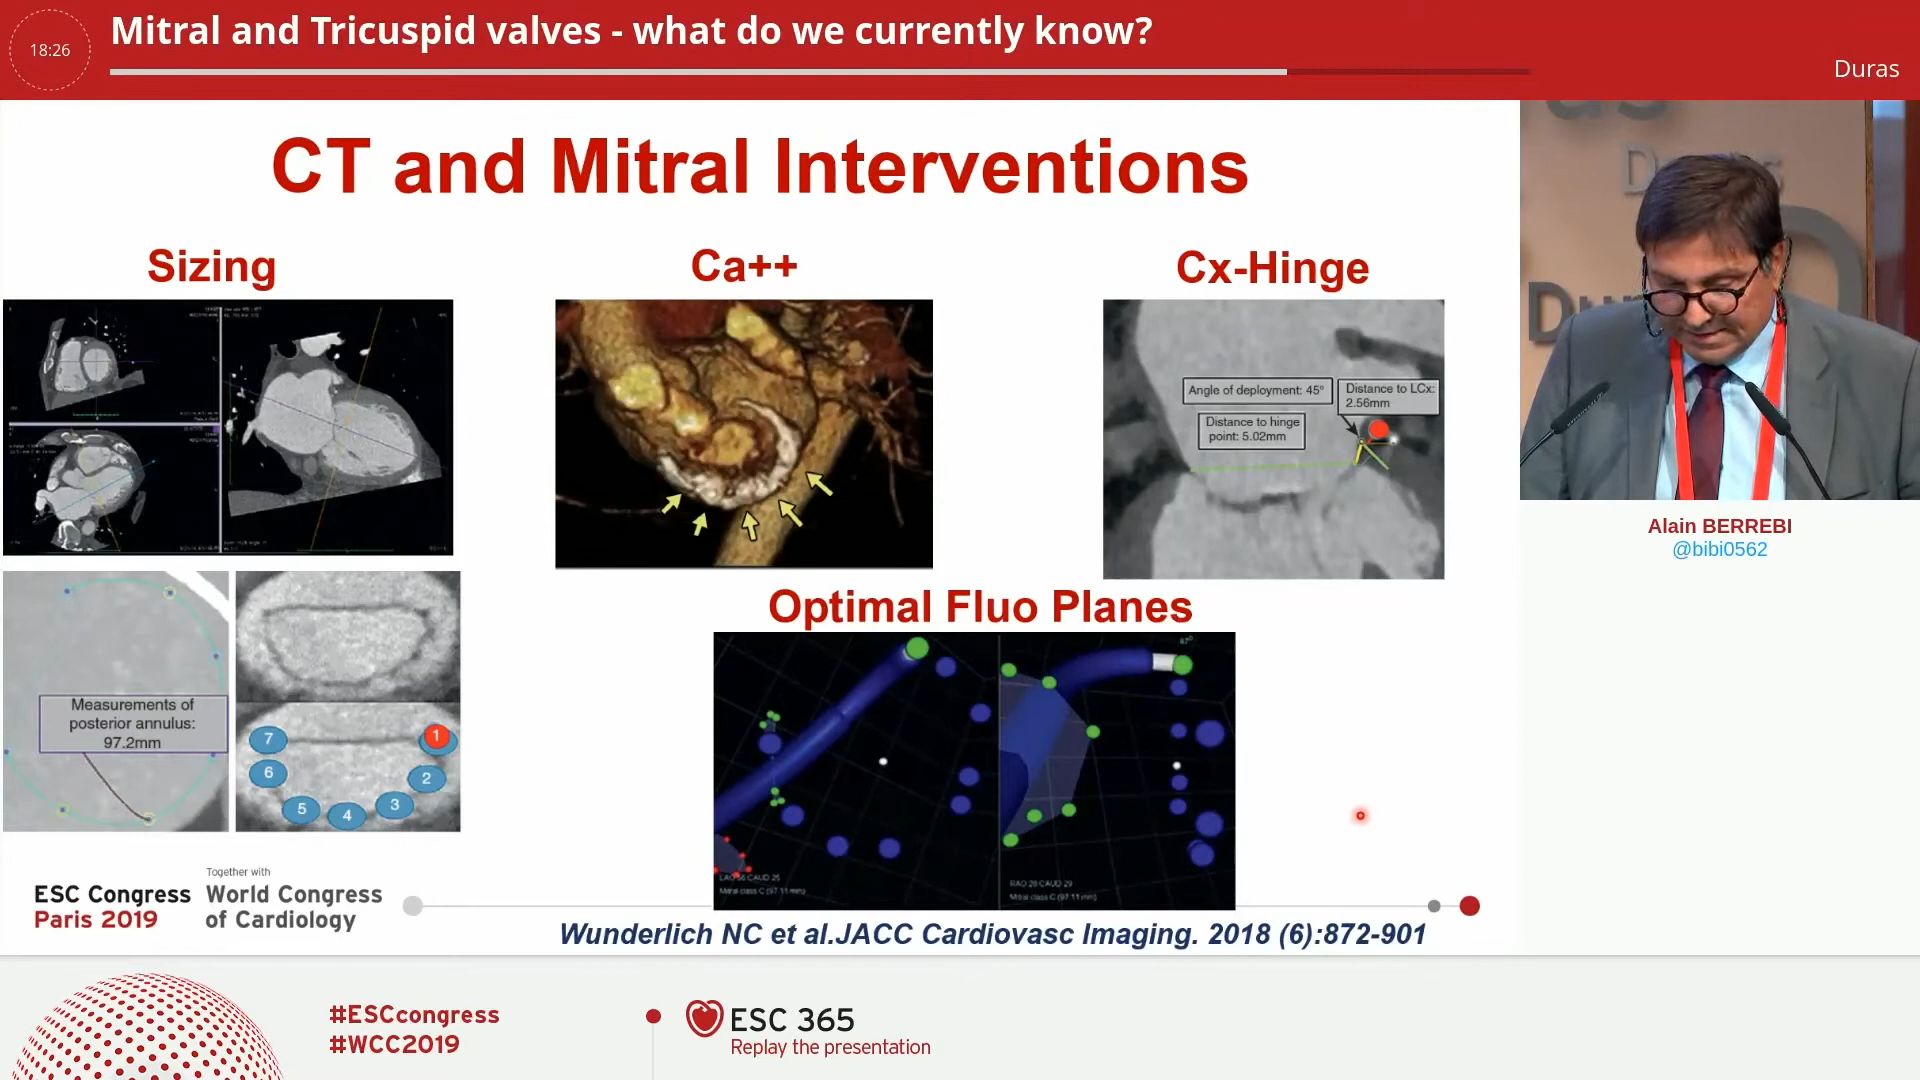 18:26
Mitral and Tricuspid valves - what do we currently know?
Duras
CT and Mitral Interventions
Sizing
Ca++
Cx-Hinge
Angle of deployment: 45°
Distance to LCx:
2.56mm
Distance to hinge
point: 5.02mm
Measurements of
posterior annulus:
97.2mm
7
1
6
2
5
4
3
Optimal Fluo Planes
Mitral class C (97.11 mm)
RAO 28 CAUD 29
Mitral class C (97.11 mm)
Alain BERREBI
@bibi0562
ESC Congress
Paris 2019
Together with
World Congress
of Cardiology
Wunderlich NC et al.JACC Cardiovasc Imaging. 2018 (6):872-901
#ESCcongress
#WCC2019
ESC 365
Replay the presentation